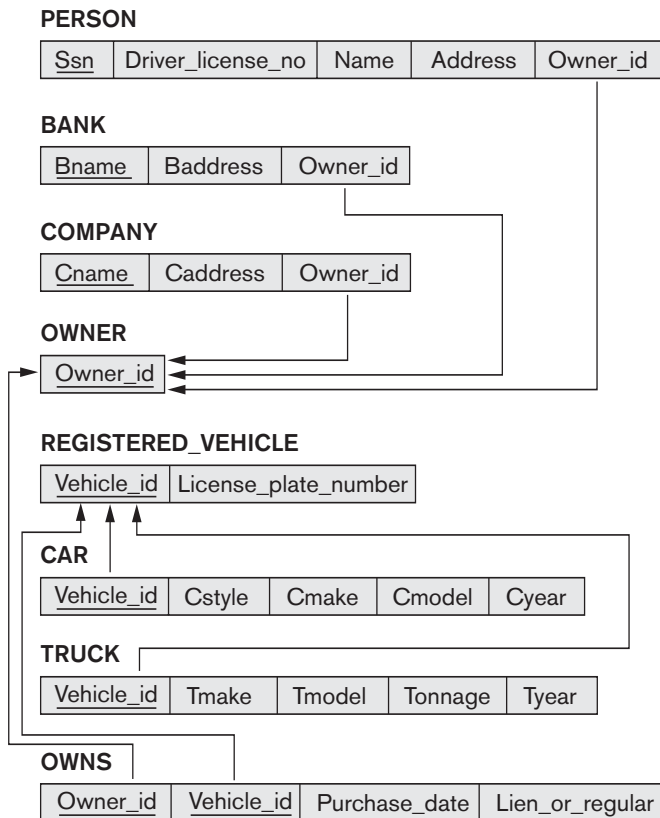 PERSON
Ssn Driver_license_no Name Address Owner_id
BANK
Bname Baddress Owner_id
COMPANY
Cname Caddress Owner_id
OWNER
Owner_id
REGISTERED_VEHICLE
Vehicle_id License_plate_number
CAR
Vehicle_id Cstyle Cmake Cmodel Cyear
TRUCK
Vehicle_id Tmake Tmodel Tonnage Tyear
OWNS
Owner_id Vehicle_id Purchase_date Lien_or_regular